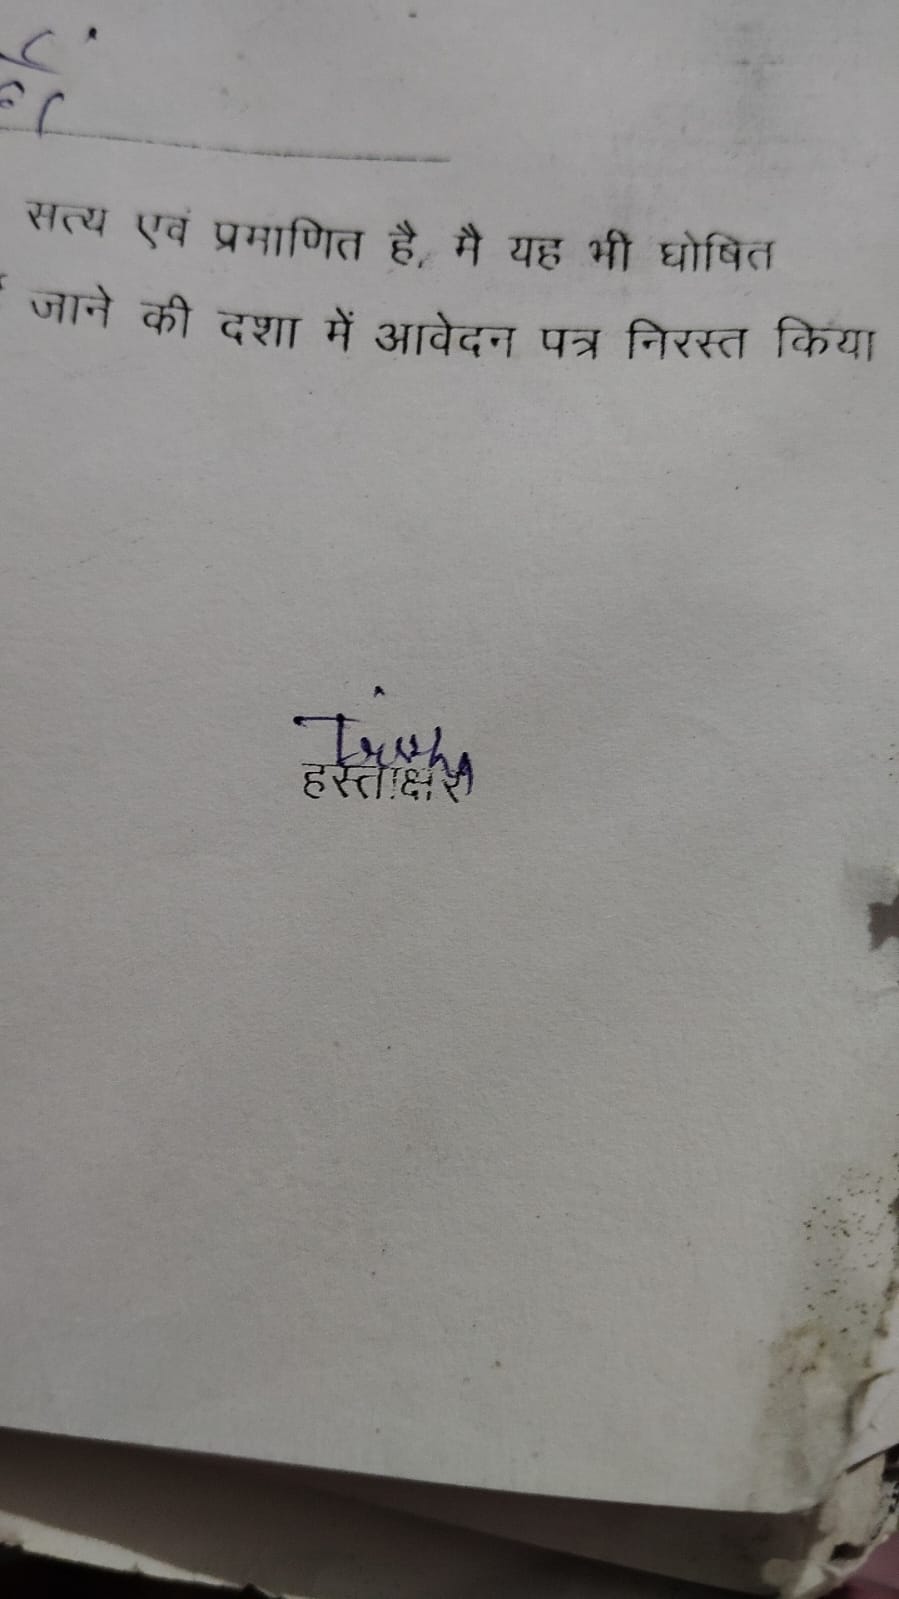 सत्य एवं प्रमाणित है, मै यह भी घोषित
जाने की दशा में आवेदन पत्र निरस्त किया
हस्ताक्षर